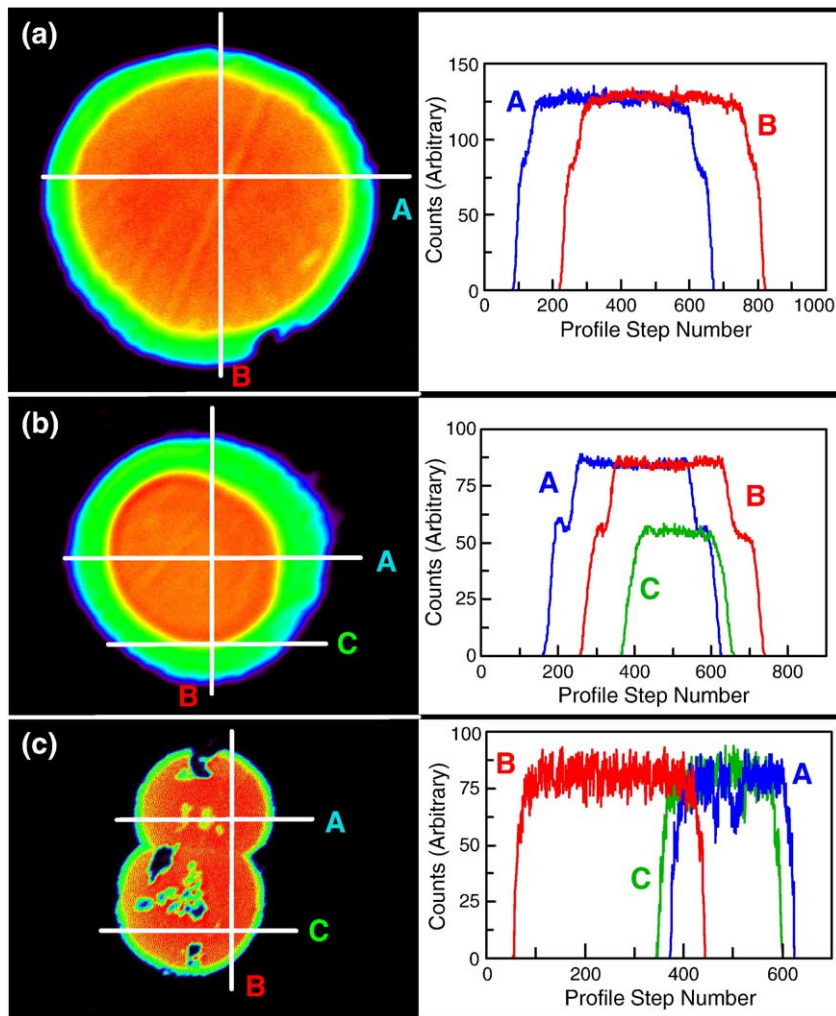 (a)
A
B
150
100
50
0
Counts (Arbitrary)
A
B
0 200 400 600 800 1000
Profile Step Number
(b)
A
C
B
100
75
50
25
0
Counts (Arbitrary)
A
B
C
0 200 400 600 800
Profile Step Number
(c)
A
C
B
100
75
50
25
0
Counts (Arbitrary)
B
A
C
0 200 400 600
Profile Step Number